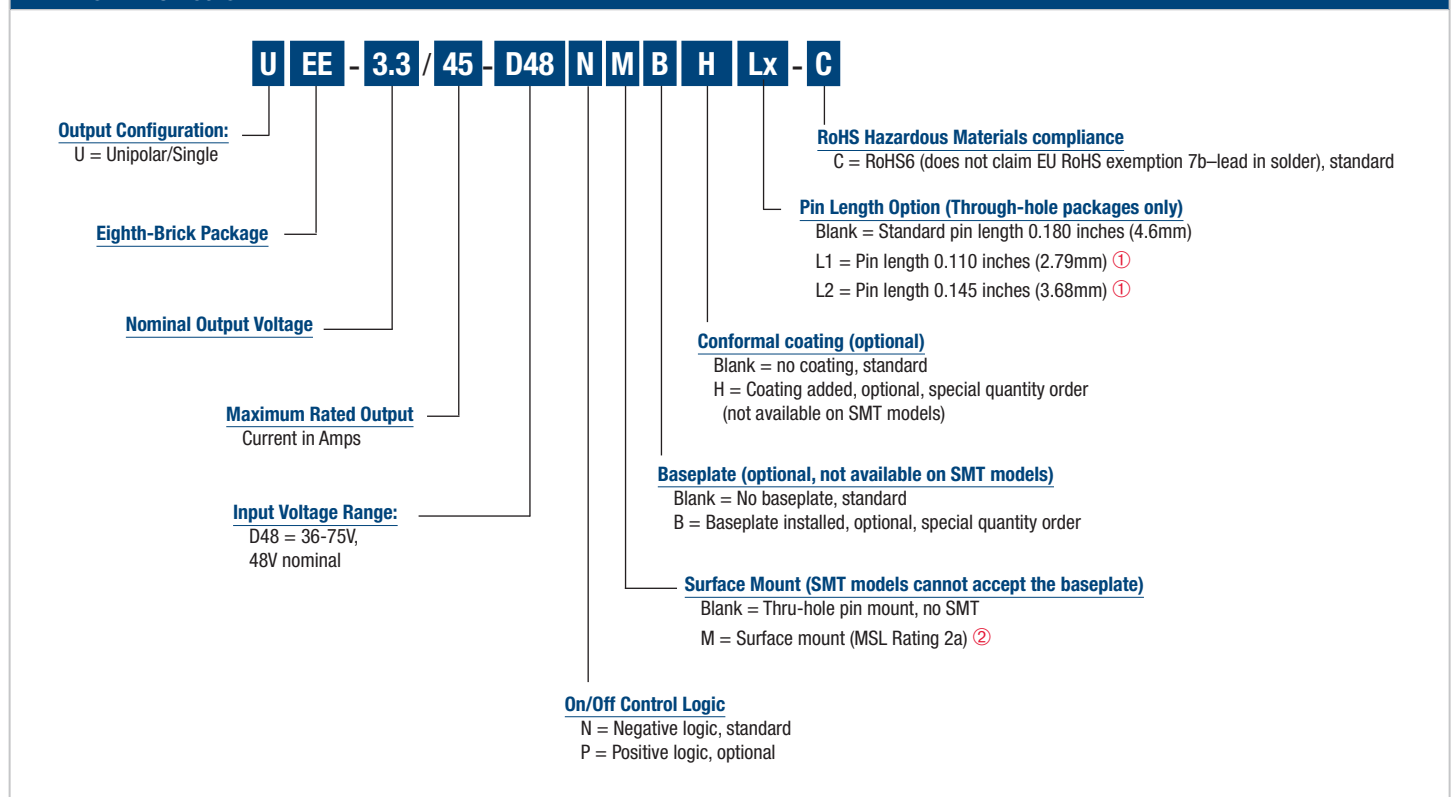 U EE - 3.3 / 45 - D48 N M B H Lx - C
Output Configuration:
U = Unipolar/Single
RoHS Hazardous Materials compliance
C = RoHS6 (does not claim EU RoHS exemption 7b–lead in solder), standard
Eighth-Brick Package
Pin Length Option (Through-hole packages only)
Blank = Standard pin length 0.180 inches (4.6mm)
L1 = Pin length 0.110 inches (2.79mm) ①
L2 = Pin length 0.145 inches (3.68mm) ①
Nominal Output Voltage
Conformal coating (optional)
Blank = no coating, standard
H = Coating added, optional, special quantity order
(not available on SMT models)
Maximum Rated Output
Current in Amps
Baseplate (optional, not available on SMT models)
Blank = No baseplate, standard
B = Baseplate installed, optional, special quantity order
Input Voltage Range:
D48 = 36-75V,
48V nominal
Surface Mount (SMT models cannot accept the baseplate)
Blank = Thru-hole pin mount, no SMT
M = Surface mount (MSL Rating 2a) ②
On/Off Control Logic
N = Negative logic, standard
P = Positive logic, optional